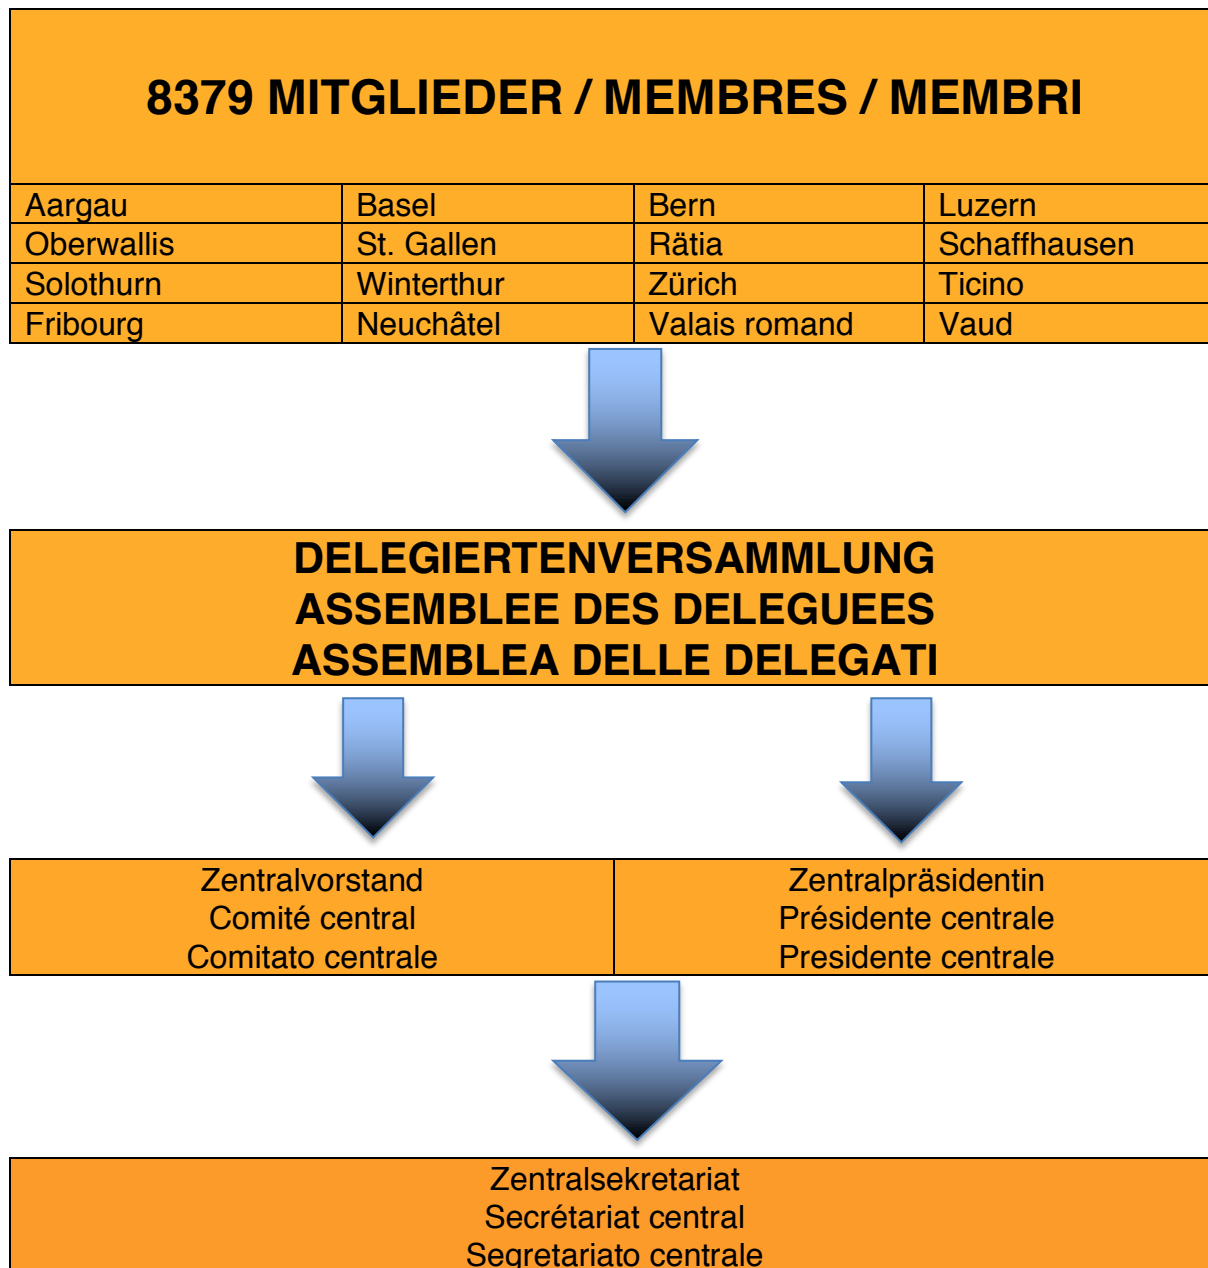 8379 MITGLIEDER / MEMBRES / MEMBRI
Aargau Basel Bern Luzern
Oberwallis St. Gallen Rätia Schaffhausen
Solothurn Winterthur Zürich Ticino
Fribourg Neuchâtel Valais romand Vaud
DELEGIERTENVERSAMMLUNG
ASSEMBLEE DES DELEGUEES
ASSEMBLEA DELLE DELEGATI
Zentralvorstand Zentralpräsidentin
Comité central Présidente centrale
Comitato centrale Presidente centrale
Zentralsekretariat
Secrétariat central
Segretariato centrale